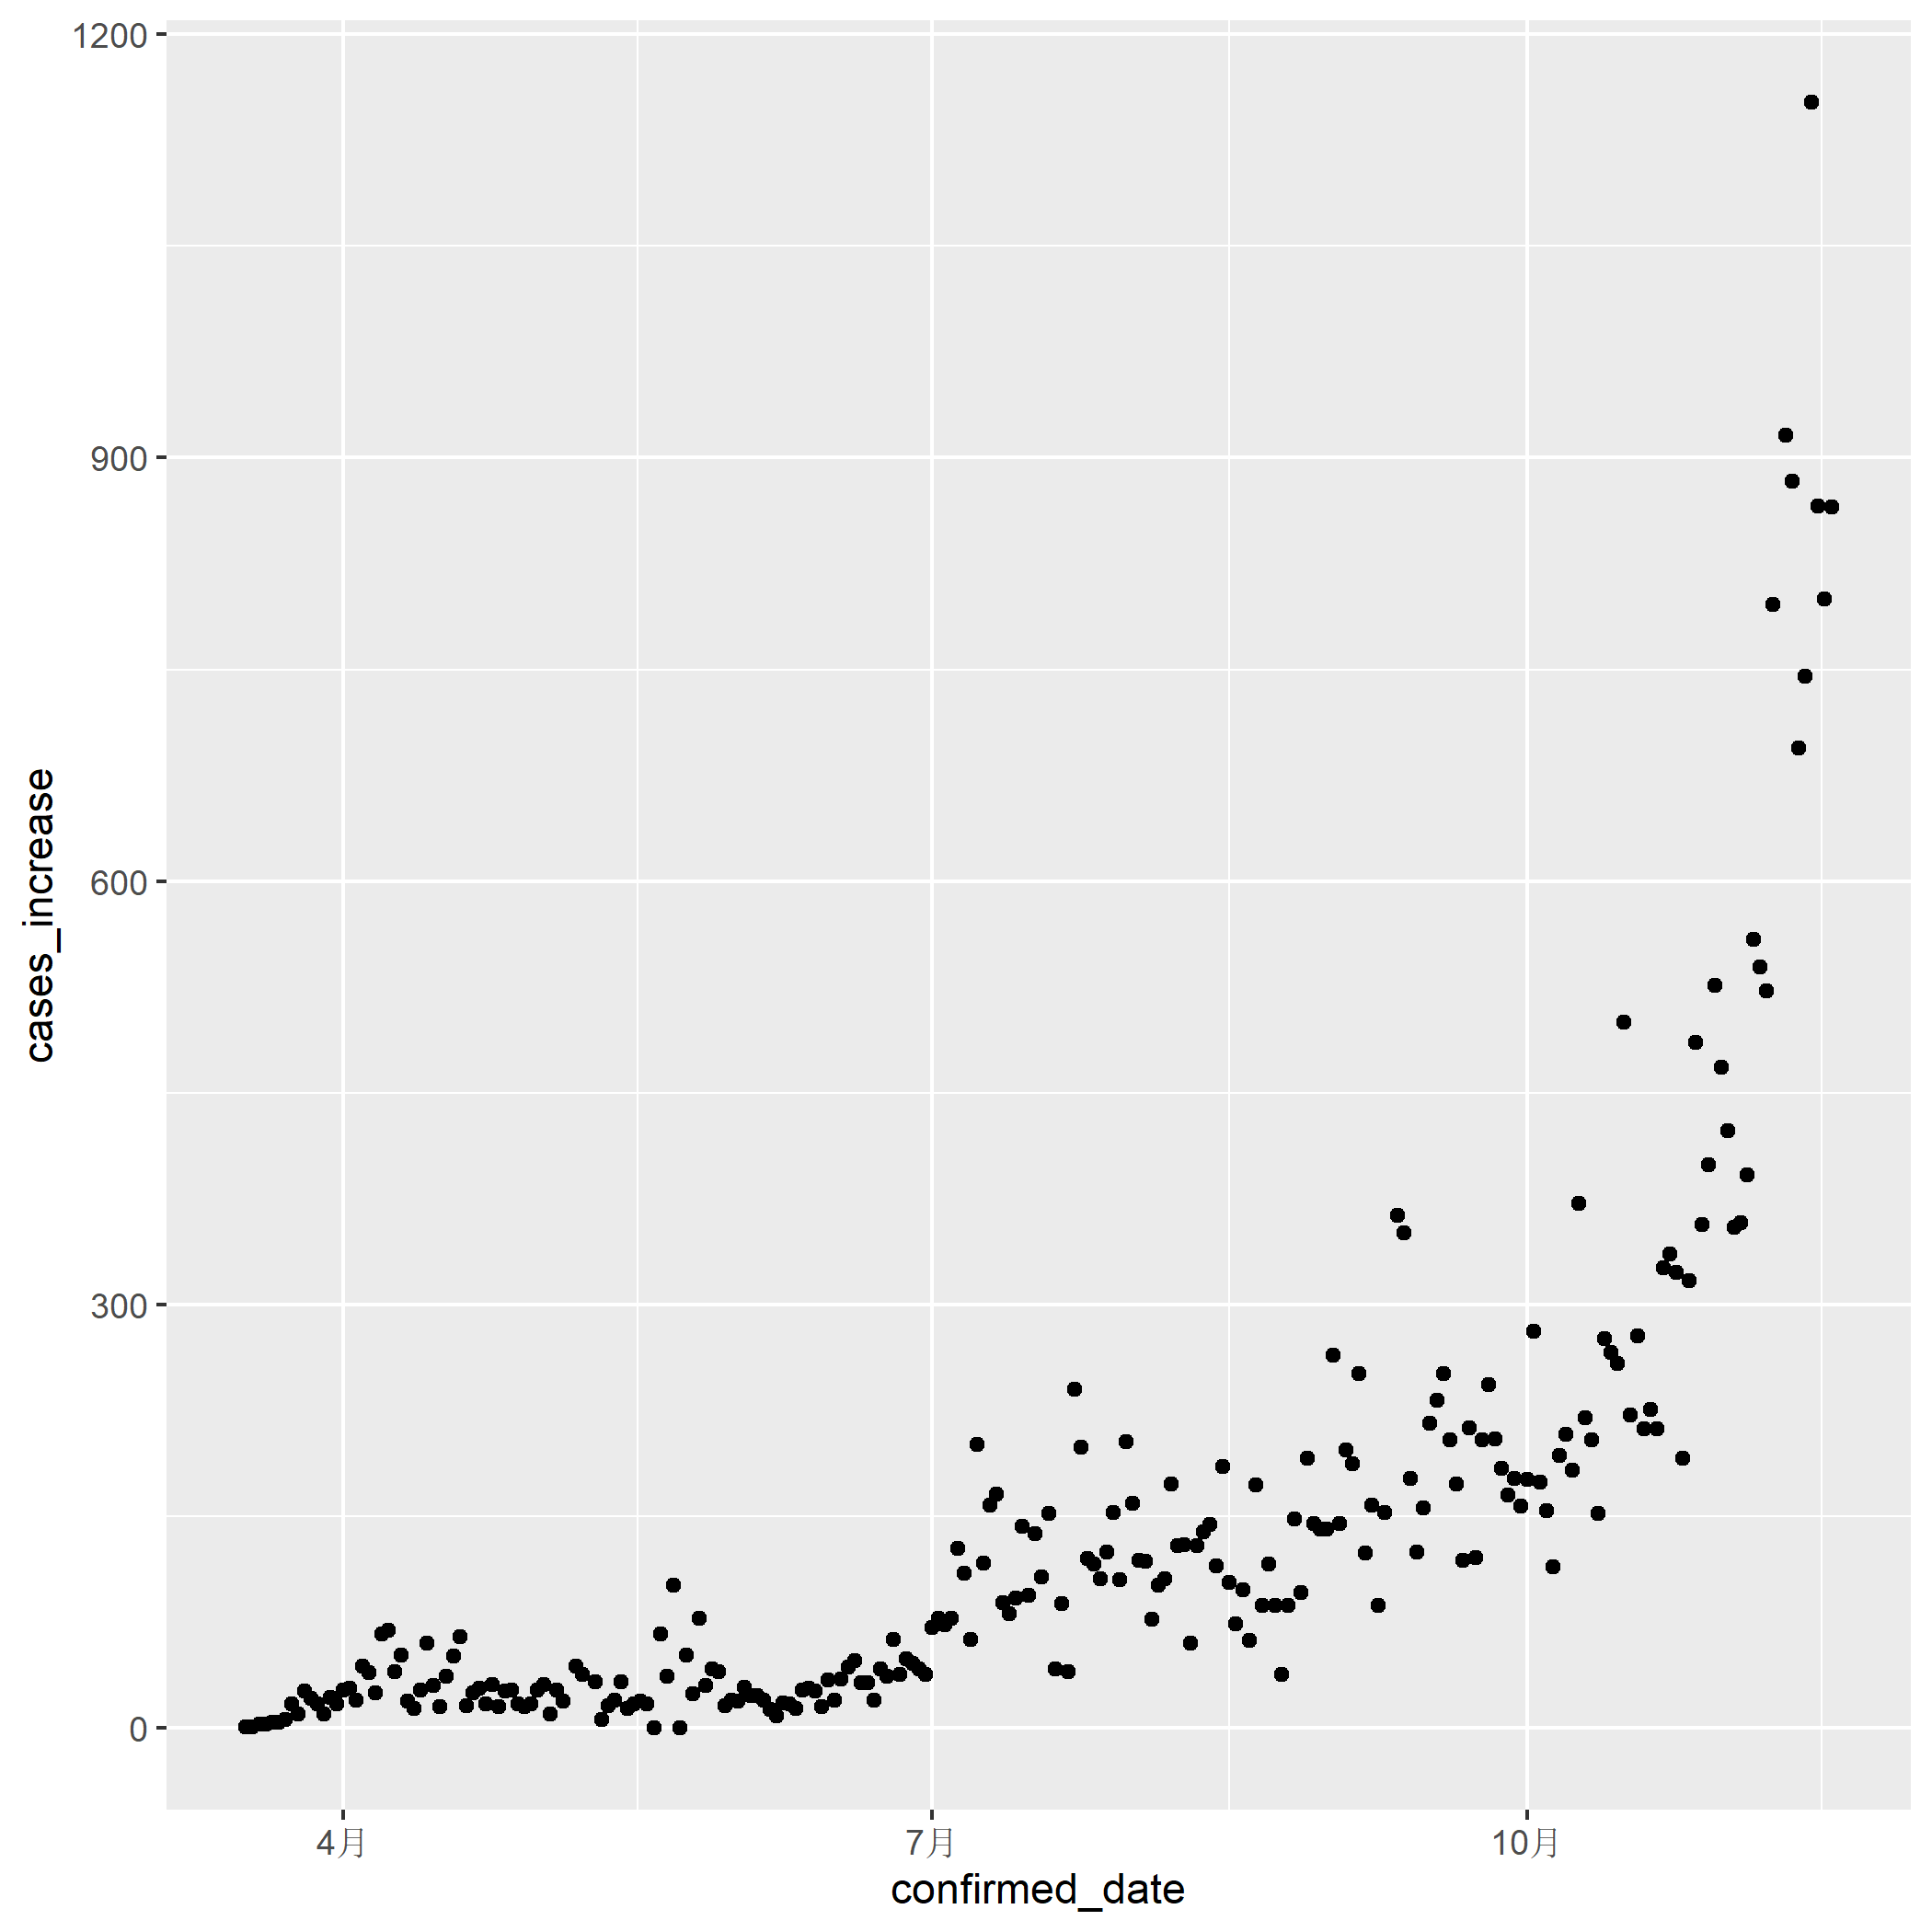 1200
900
600
300
0
cases_increase
4月
7月
10月
confirmed_date